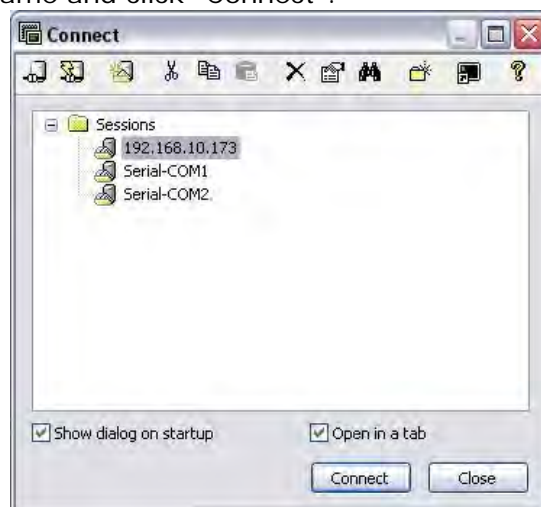 ame and click "Connect".
Connect
Sessions
192.168.10.173
Serial-COM1
Serial-COM2
Show dialog on startup
Open in a tab
Connect
Close